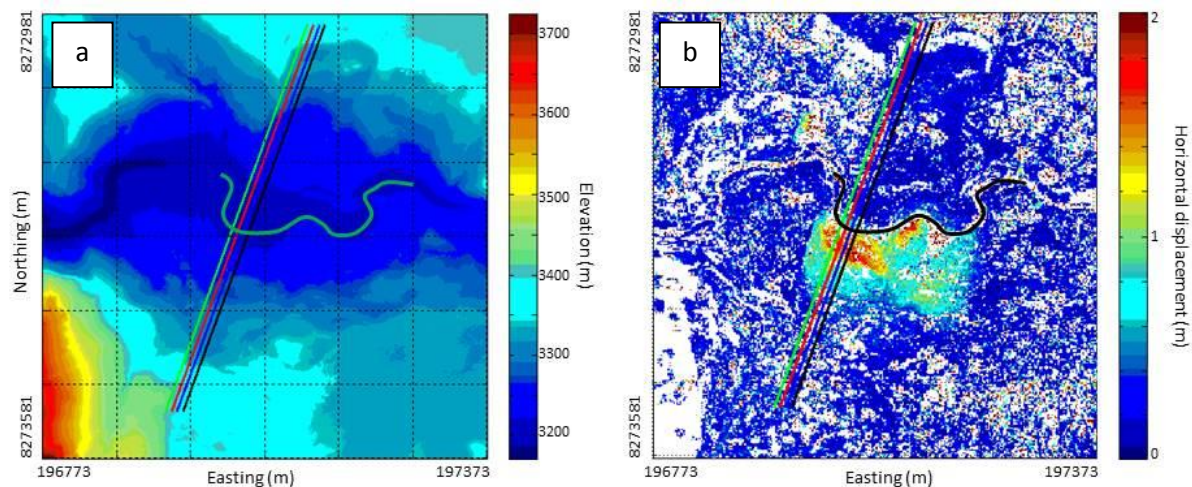 a
8272981
Northing (m)
8273581
196773
Easting (m)
197373
3700
3600
3500
3400
3300
3200
Elevation (m)
b
8272981
8273581
196773
Easting (m)
197373
2
1
0
Horizontal displacement (m)